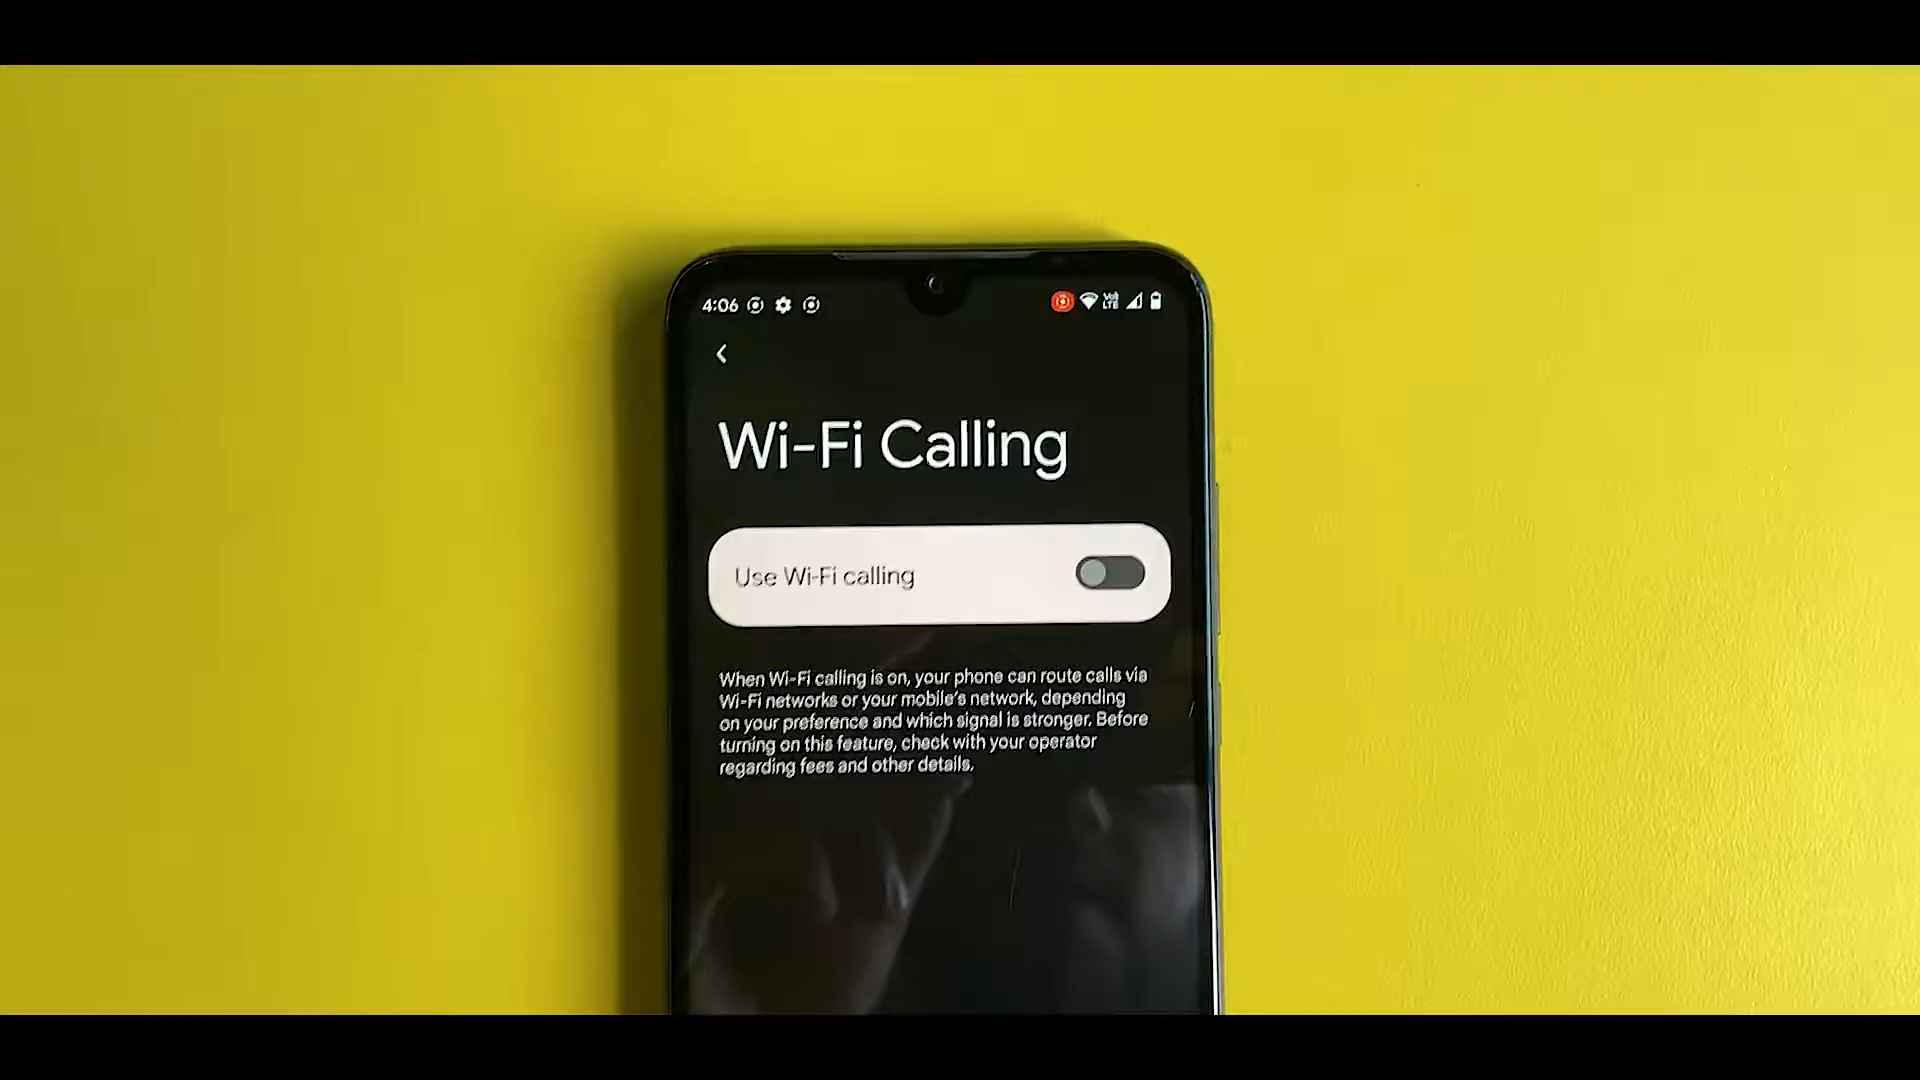 4:06
Vo LTE
Wi-Fi Calling
Use Wi-Fi calling
When Wi-Fi calling is on, your phone can route calls via
Wi-Fi networks or your mobile's network, depending
on your preference and which signal is stronger. Before
turning on this feature, check with your operator
regarding fees and other details.